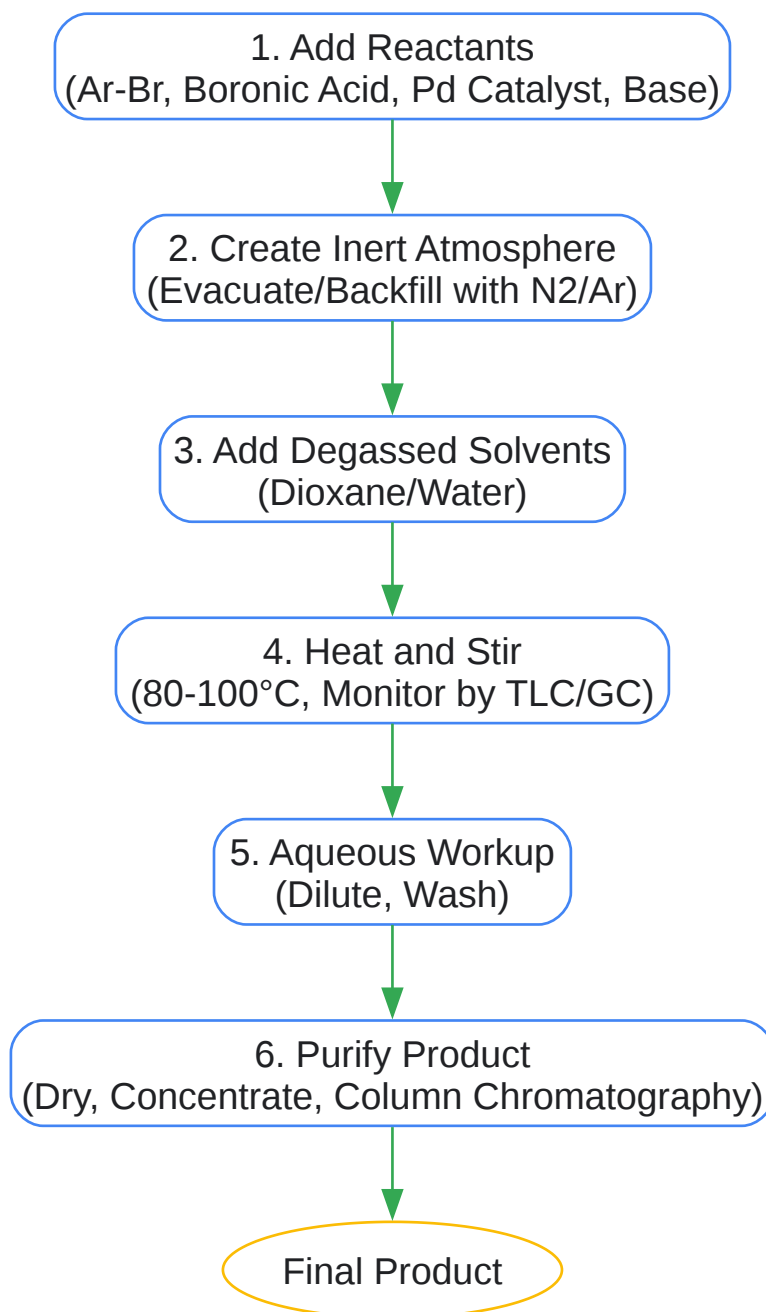 1. Add Reactants
(Ar-Br, Boronic Acid, Pd Catalyst, Base)
2. Create Inert Atmosphere
(Evacuate/Backfill with N2/Ar)
3. Add Degassed Solvents
(Dioxane/Water)
4. Heat and Stir
(80-100°C, Monitor by TLC/GC)
5. Aqueous Workup
(Dilute, Wash)
6. Purify Product
(Dry, Concentrate, Column Chromatography)
Final Product